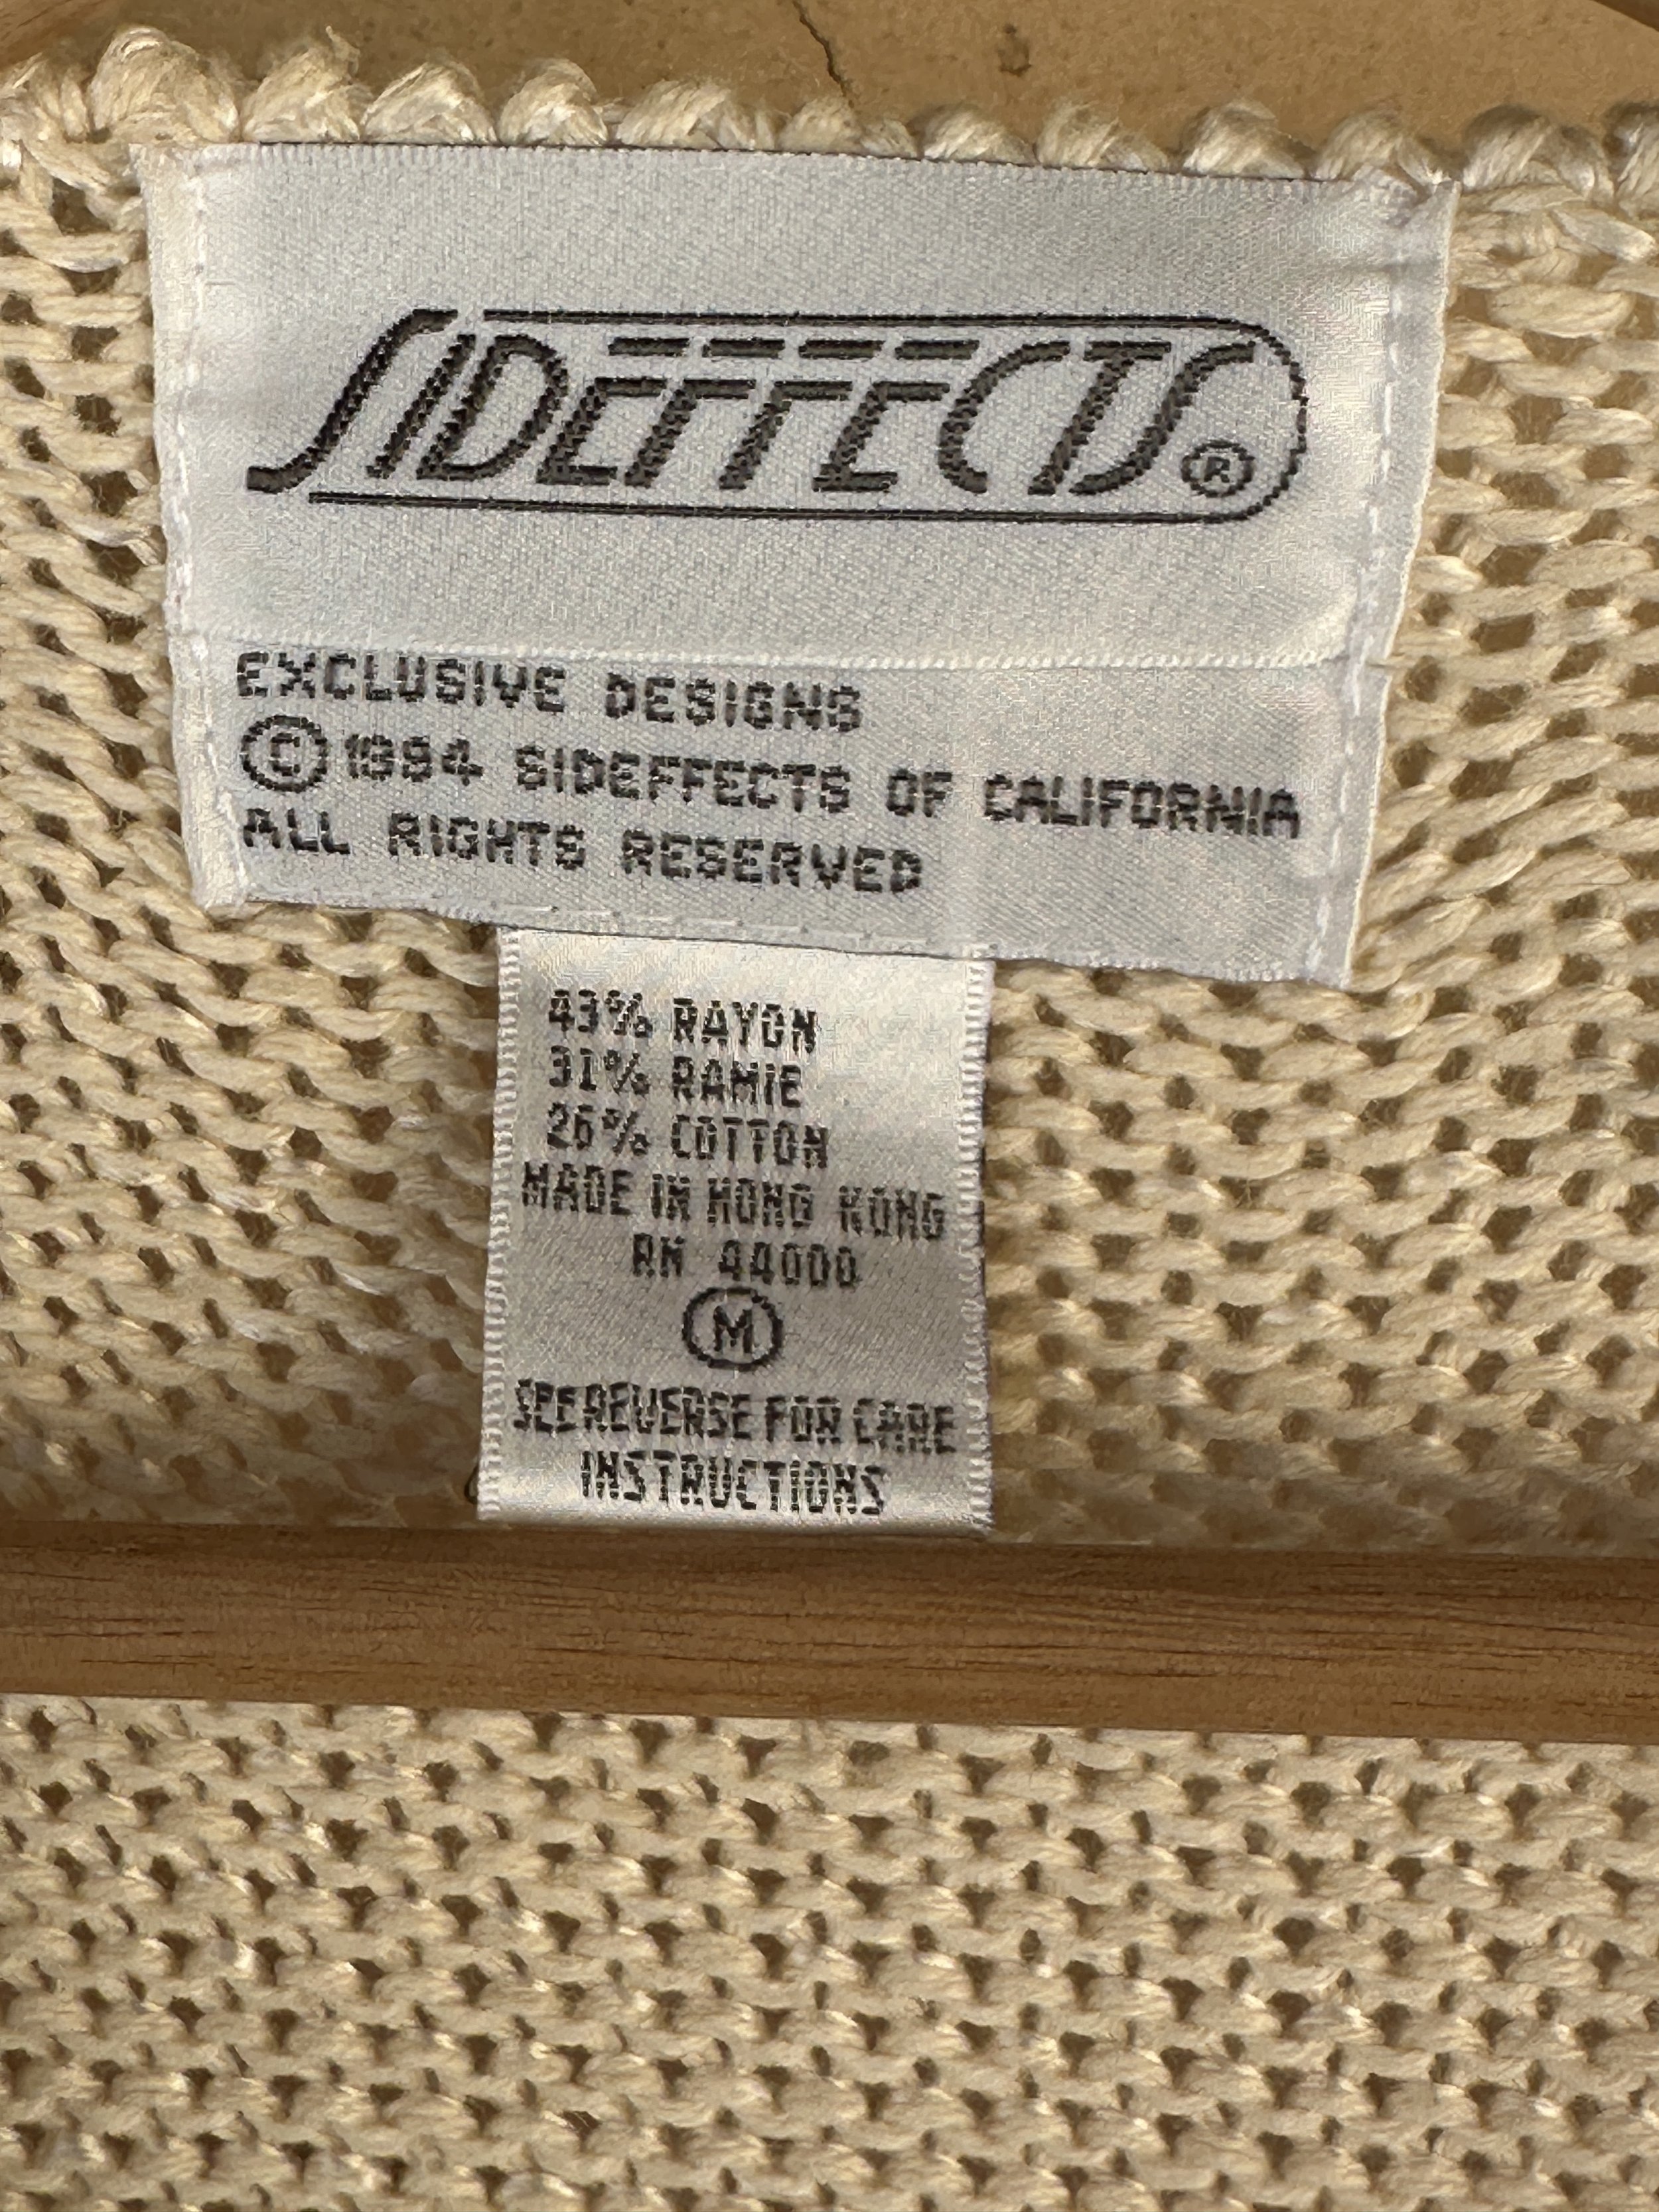 SIDEFFECTS®
EXCLUSIVE DESIGNS
© 1994 SIDEFFECTS OF CALIFORNIA
ALL RIGHTS RESERVED
43% RAYON
31% RAMIE
26% COTTON
MADE IN HONG KONG
RN 44000
M
SEE REVERSE FOR CARE
INSTRUCTIONS